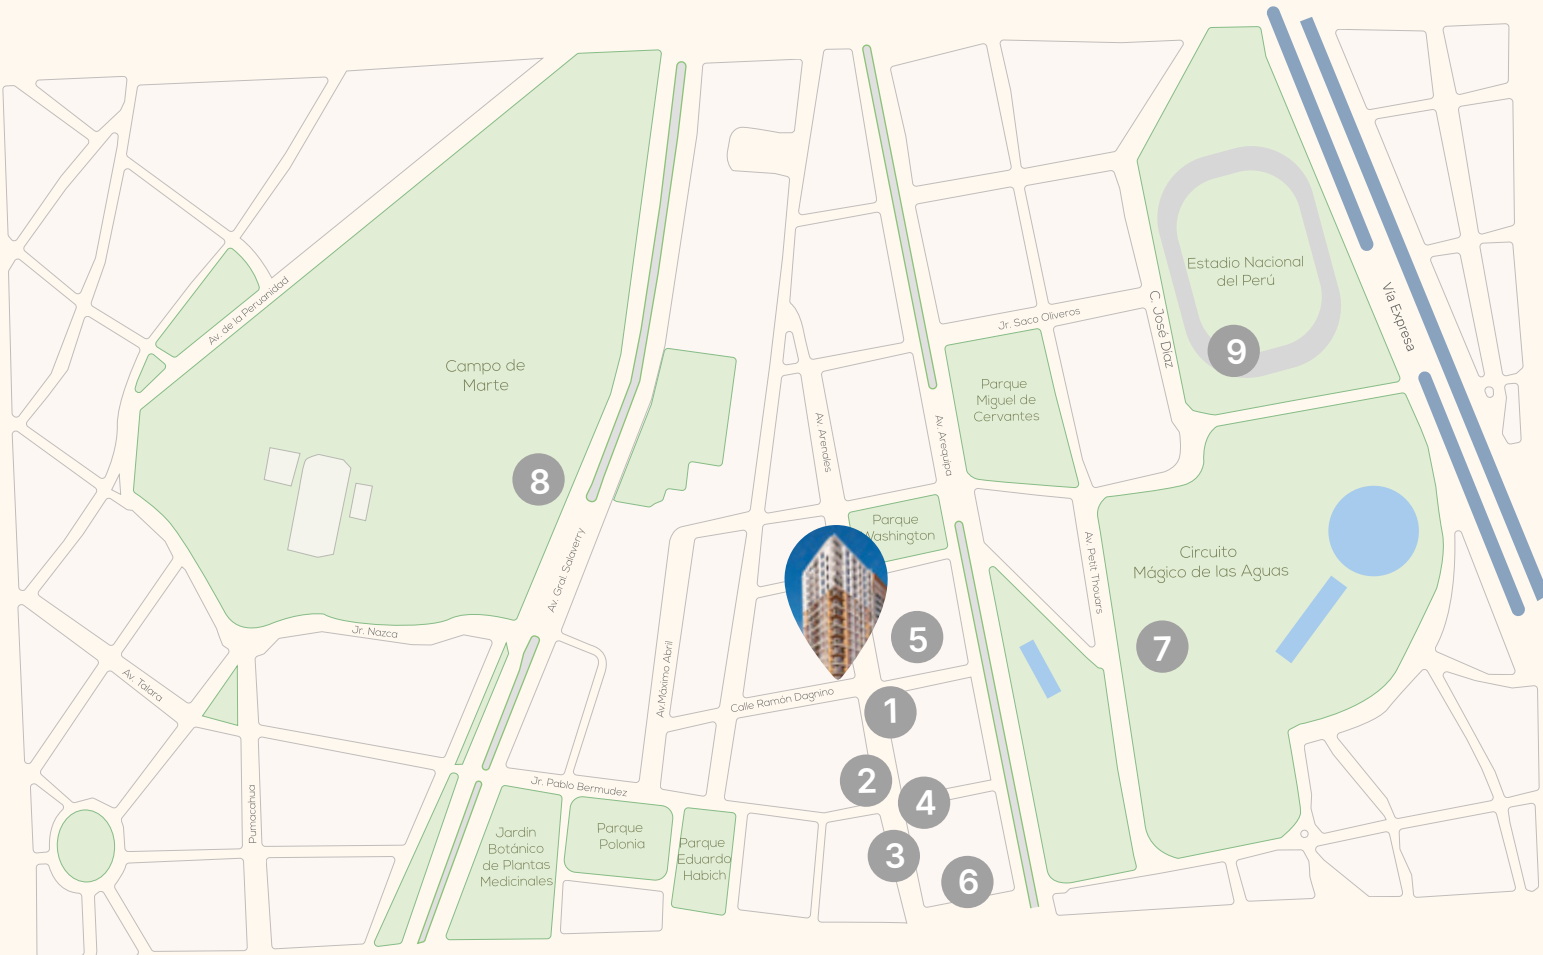 Estadio Nacional
del Perú
Av. de la Peruanidad
Vía Expresa
C. José Díaz
Jr. Saco Oliveros
9
Campo de
Marte
Parque
Miguel de
Cervantes
Av. Arenales
Av. Arequipa
8
Parque
Washington
Circuito
Mágico de las Aguas
Av. Gral. Salaverry
Av. Petit Thouars
Jr. Nazca
5
7
Av. Talara
Av.Máximo Abril
Calle Ramón Dagnino
1
2
4
Jr. Pablo Bermudez
Pumacahua
Jardín
Botánico
de Plantas
Medicinales
Parque
Polonia
Parque
Eduardo
Habich
3
6